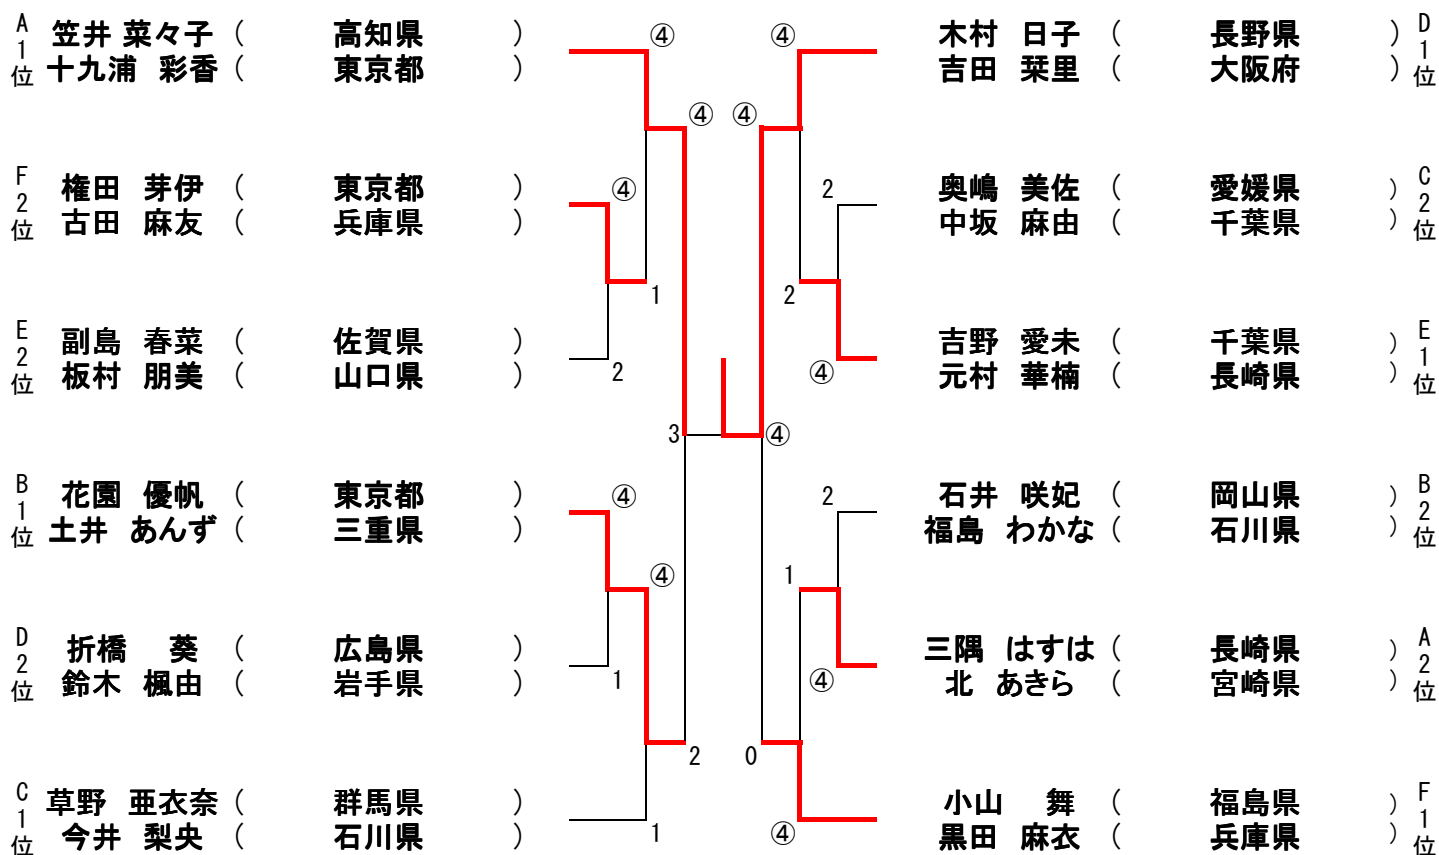 A 1 位 笠井 菜々子 ( 高知県 ) ④ ④ 木村 日子 ( 長野県 ) D 1 位
十九浦 彩香 ( 東京都 ) 吉田 栞里 ( 大阪府 )
④ ④
F 2 位 権田 芽伊 ( 東京都 ) ④ 2 奥嶋 美佐 ( 愛媛県 ) C 2 位
古田 麻友 ( 兵庫県 ) 中坂 麻由 ( 千葉県 )
1 2
E 2 位 副島 春菜 ( 佐賀県 ) 吉野 愛未 ( 千葉県 ) E 1 位
板村 朋美 ( 山口県 ) 2 ④ 元村 華楠 ( 長崎県 )
3 ④
B 1 位 花園 優帆 ( 東京都 ) ④ 2 石井 咲妃 ( 岡山県 ) B 2 位
土井 あんず ( 三重県 ) 福島 わかな ( 石川県 )
④ 1
D 2 位 折橋 葵 ( 広島県 ) 三隅 はすは ( 長崎県 ) A 2 位
鈴木 楓由 ( 岩手県 ) 1 ④ 北 あきら ( 宮崎県 )
2 0
C 1 位 草野 亜衣奈 ( 群馬県 ) 小山 舞 ( 福島県 ) F 1 位
今井 梨央 ( 石川県 ) 1 ④ 黒田 麻衣 ( 兵庫県 )